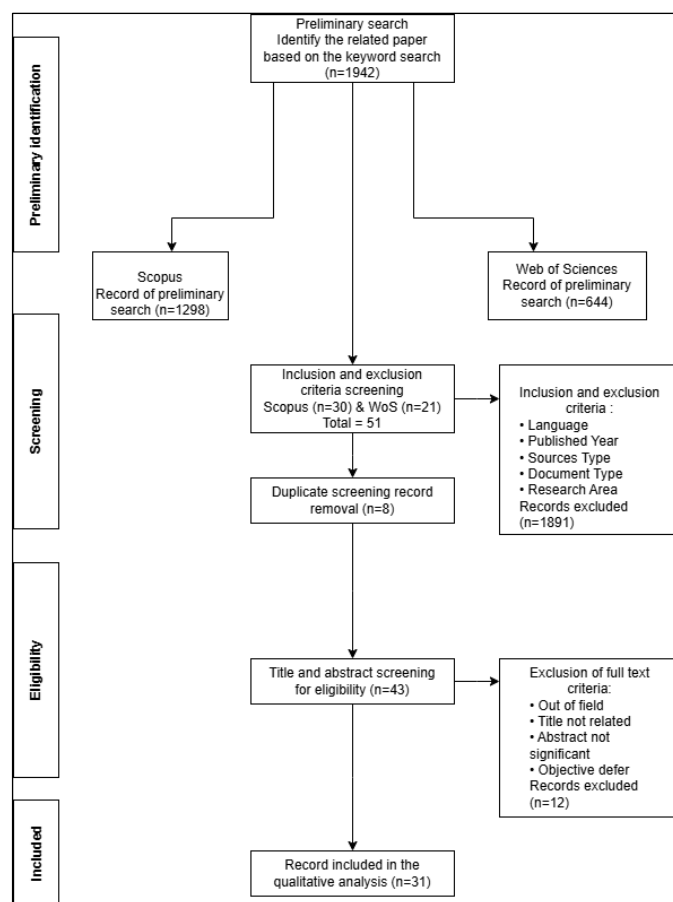 Preliminary search
Identify the related paper
based on the keyword search
(n=1942)
Preliminary identification
Scopus
Record of preliminary
search (n=1298)
Web of Sciences
Record of preliminary
search (n=644)
Screening
Inclusion and exclusion
criteria screening
Scopus (n=30) & WoS (n=21)
Total = 51
Inclusion and exclusion
criteria :
• Language
• Published Year
• Sources Type
• Document Type
• Research Area
Records excluded
(n=1891)
Duplicate screening record
removal (n=8)
Eligibility
Title and abstract screening
for eligibility (n=43)
Exclusion of full text
criteria:
• Out of field
• Title not related
• Abstract not
significant
• Objective defer
Records excluded
(n=12)
Included
Record included in the
qualitative analysis (n=31)